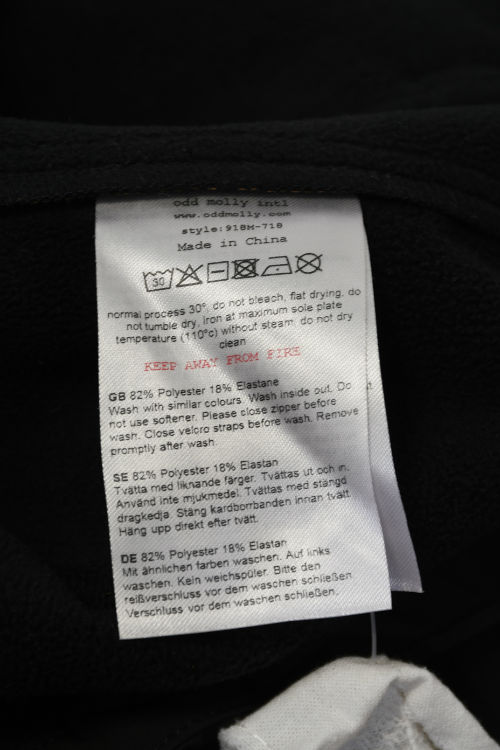 odd molly intl
www.oddmolly.com
style:918M-718
Made in China
30
normal process 30°, do not bleach, flat drying, do
not tumble dry, iron at maximum sole plate
temperature (110°c) without steam, do not dry
clean
KEEP AWAY FROM FIRE
GB 82% Polyester 18% Elastane
Wash with similar colours. Wash inside out. Do
not use softener. Please close zipper before
wash. Close velcro straps before wash. Remove
promptly after wash.
SE 82% Polyester 18% Elastan
Tvätta med liknande färger. Tvättas ut och in.
Använd inte mjukmedel. Tvättas med stängd
dragkedja. Stäng kardborrbanden innan tvätt.
Häng upp direkt efter tvätt.
DE 82% Polyester 18% Elastan
Mit ähnlichen farben waschen. Auf links
waschen. Kein weichspüler. Bitte den
reißverschluss vor dem waschen schließen.
Verschluss vor dem waschen schließen.